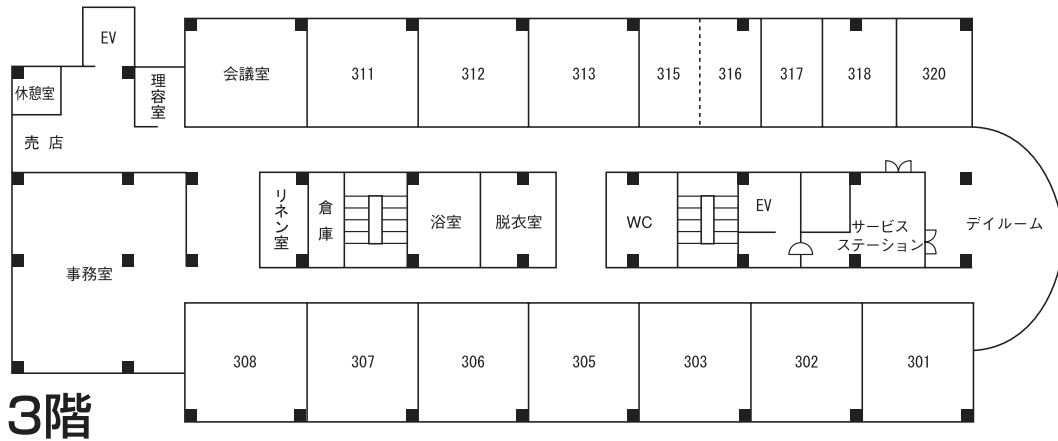 EV
会議室
311
312
313
315
316
317
318
320
休憩室
理容室
売店
リネン室
倉庫
浴室
脱衣室
WC
EV
サービス
ステーション
デイルーム
事務室
308
307
306
305
303
302
301
3階